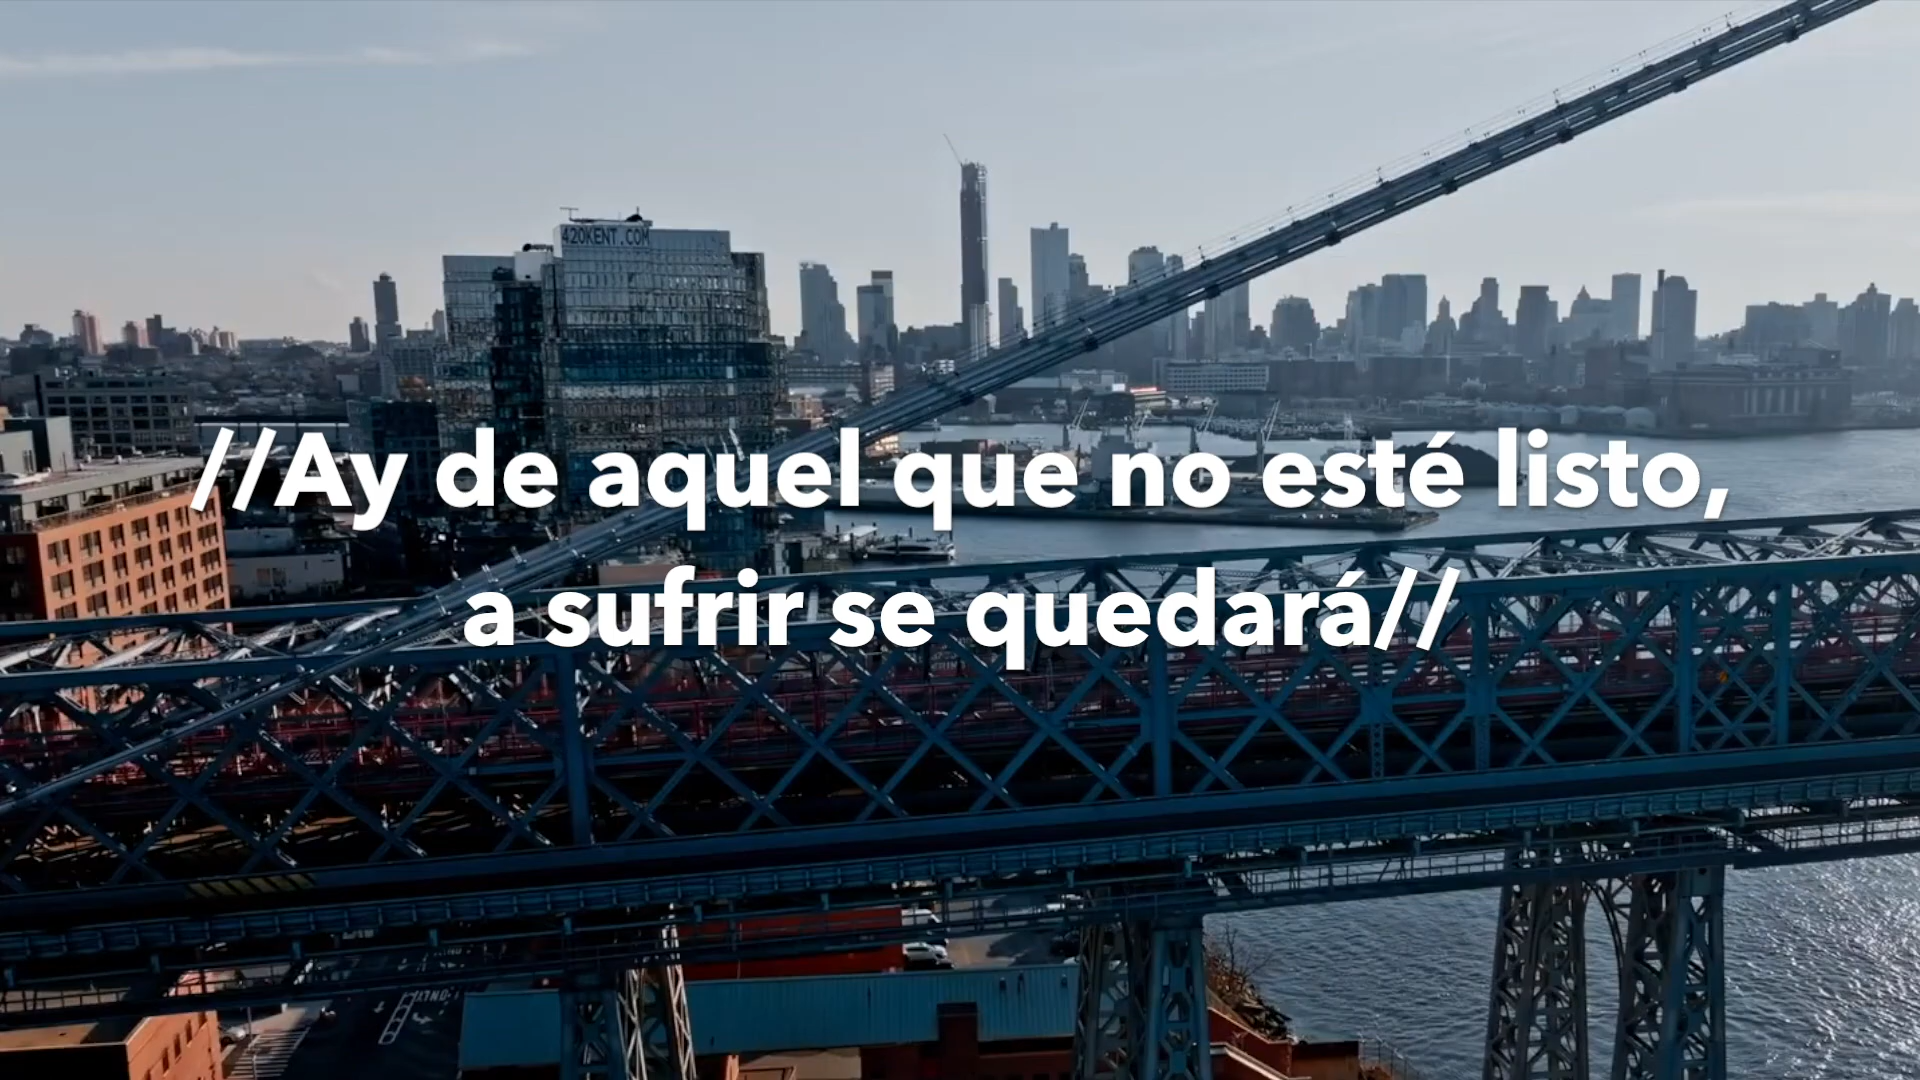 420KENT.COM
//Ay de aquel que no esté listo,
a sufrir se quedará//